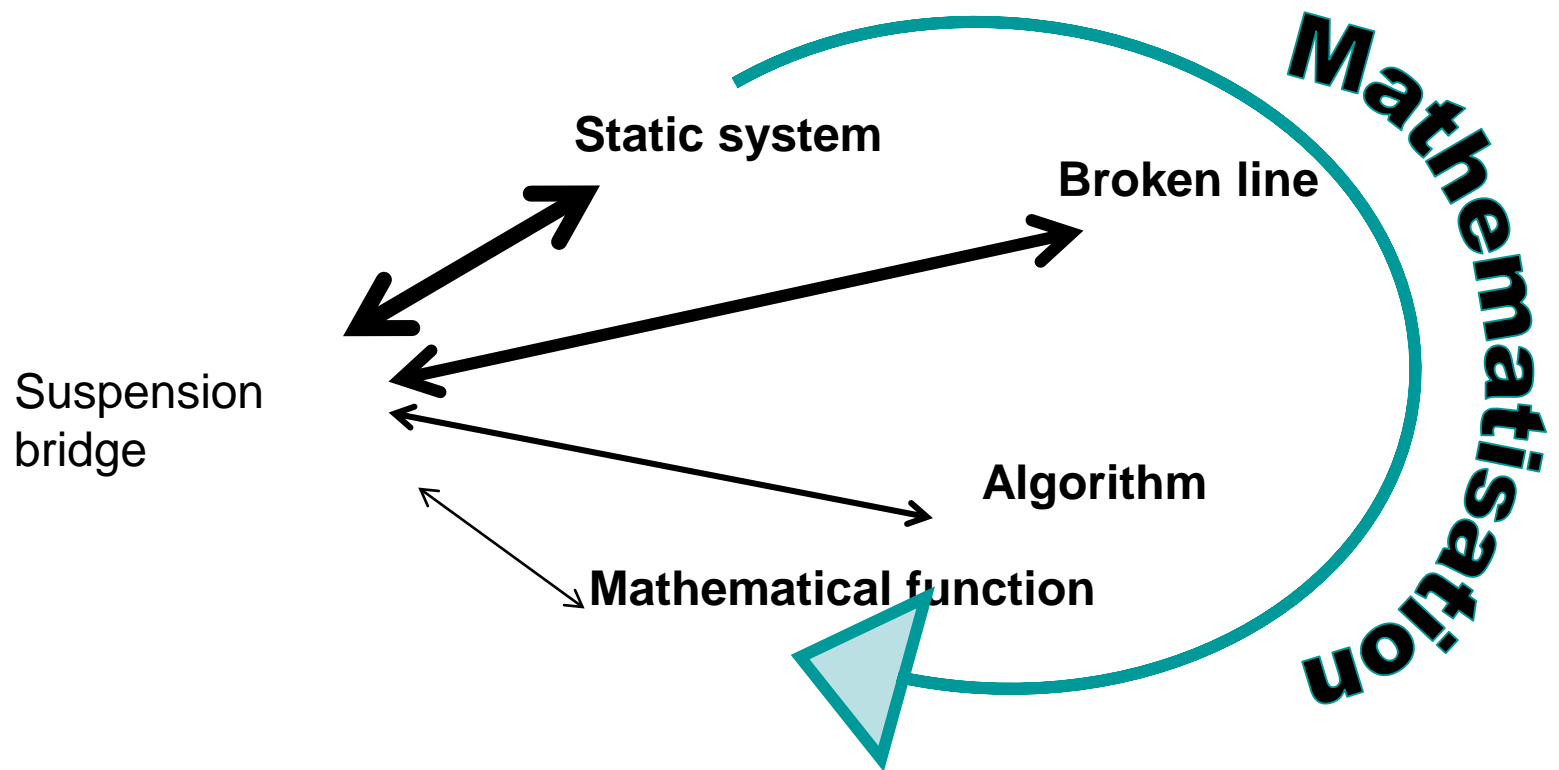 Static system
Broken line
Suspension
bridge
Algorithm
Mathematical function
Mathematisation